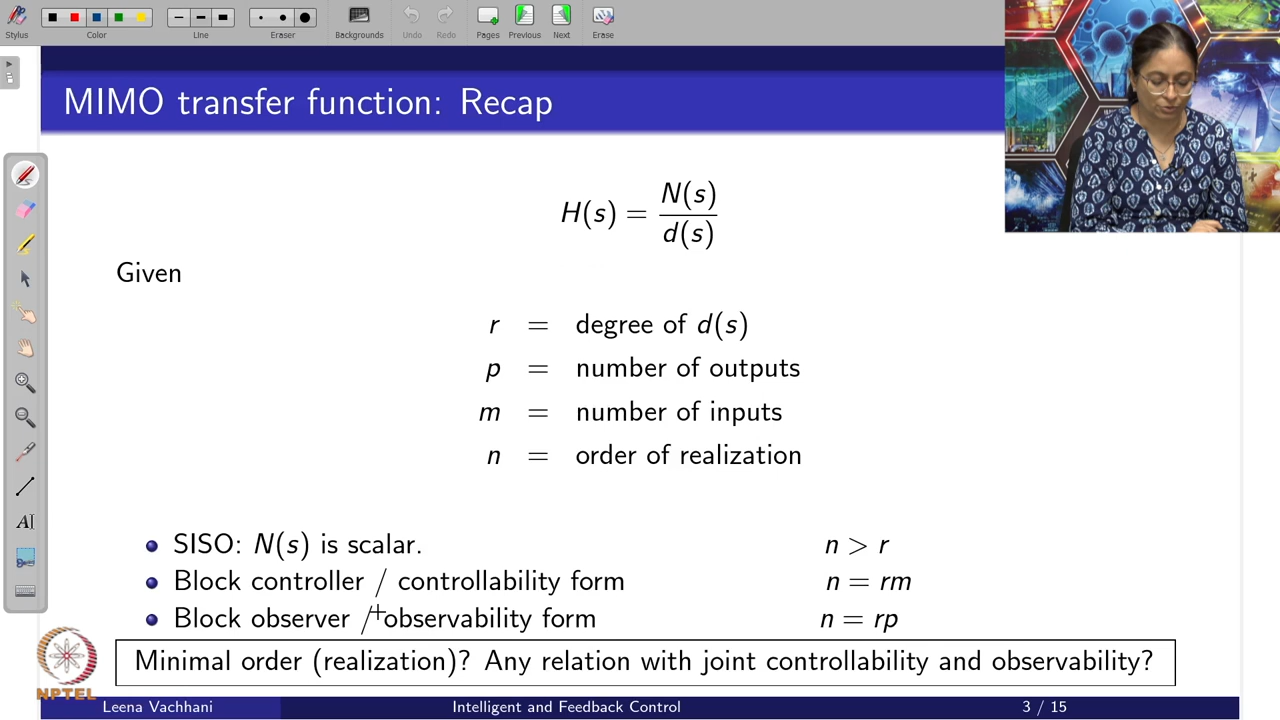 Stylus Color Line Eraser Backgrounds Undo Redo Pages Previous Next Erase
MIMO transfer function: Recap
H(s) = N(s) / d(s)
Given
r = degree of d(s)
p = number of outputs
m = number of inputs
n = order of realization
SISO: N(s) is scalar. n > r
Block controller / controllability form n = rm
Block observer / observability form n = rp
Minimal order (realization)? Any relation with joint controllability and observability?
NPTEL
Leena Vachhani Intelligent and Feedback Control 3 / 15